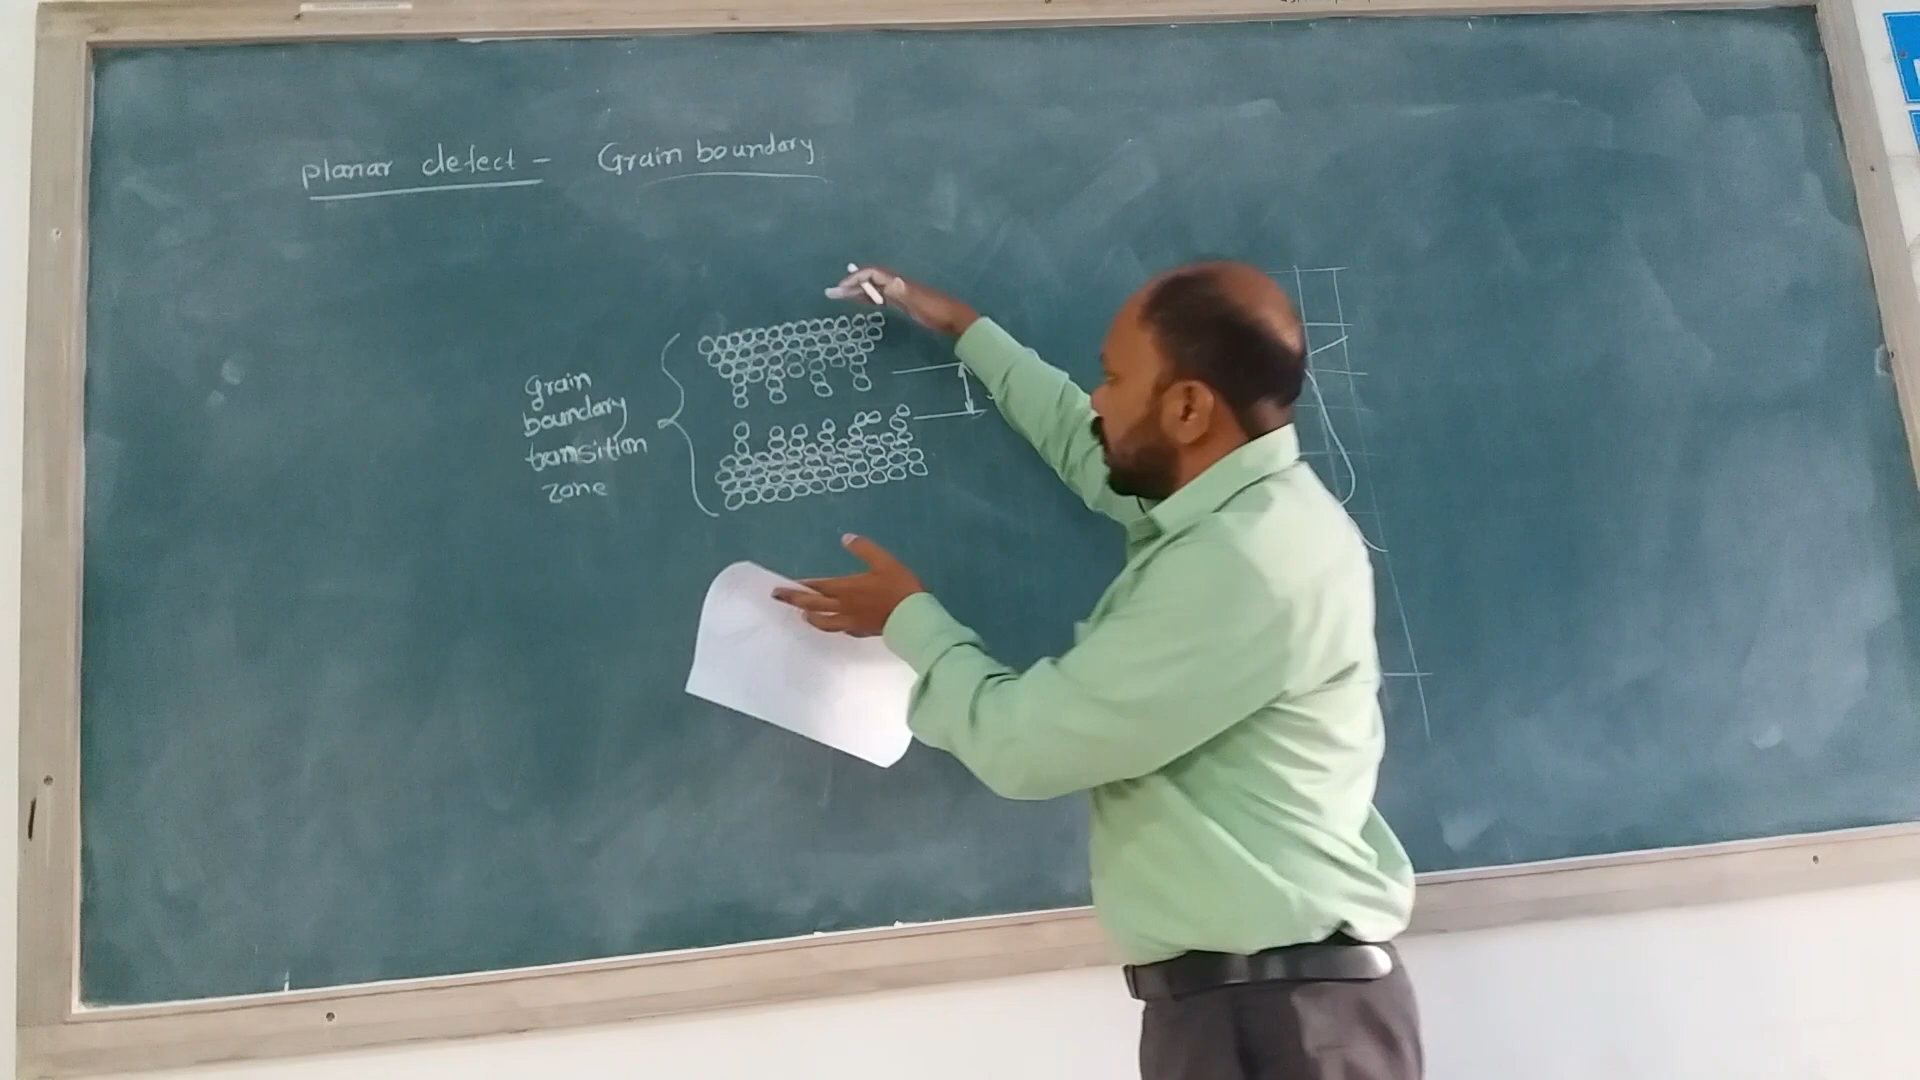 planar defect - Grain boundary
grain
boundary
transition
zone